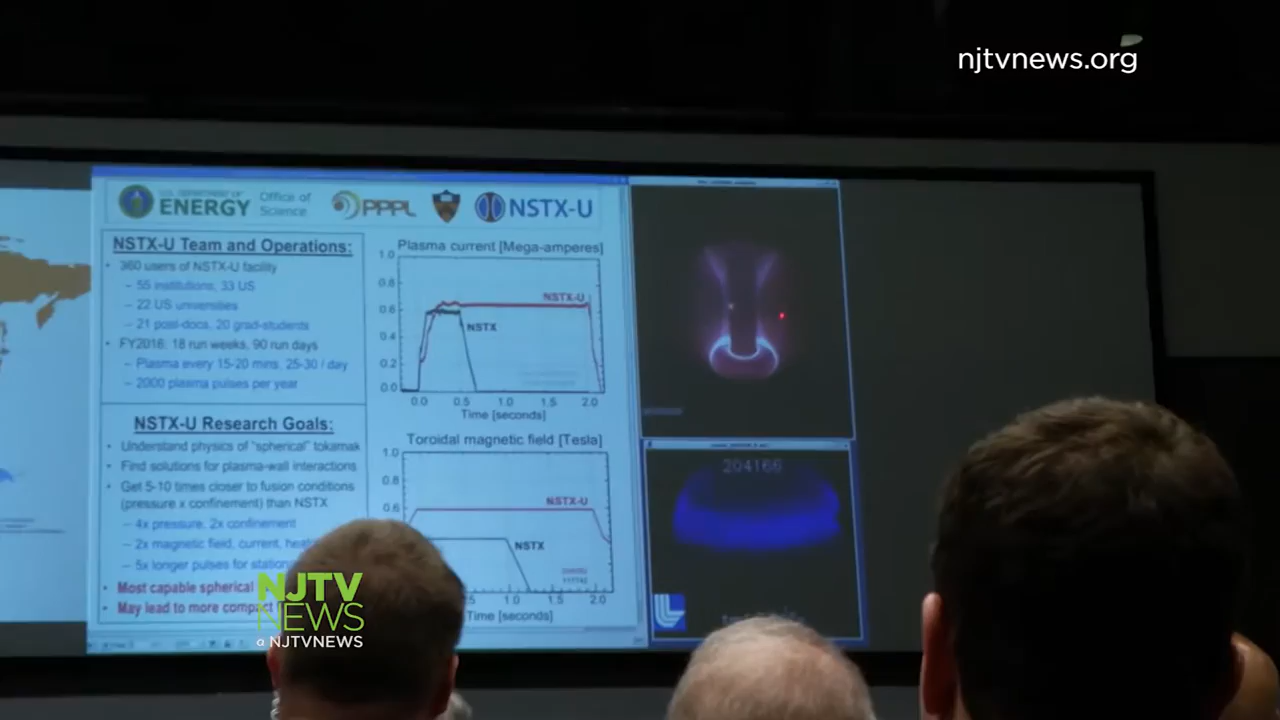 njtvnews.org
U.S. DEPARTMENT OF
ENERGY
Office of
Science
PPPL
NSTX-U
NSTX-U Team and Operations:
• 360 users of NSTX-U facility
– 55 institutions, 33 US
– 22 US universities
– 21 post-docs, 20 grad-students
• FY2016: 18 run weeks, 90 run days
– Plasma every 15-20 mins, 25-30 / day
– 2000 plasma pulses per year
NSTX-U Research Goals:
• Understand physics of "spherical" tokamak
• Find solutions for plasma-wall interactions
• Get 5-10 times closer to fusion conditions
(pressure x confinement) than NSTX
– 4x pressure, 2x confinement
– 2x magnetic field, current,
– 5x longer pulses for
• Most capable spherical
• May lead to more compact
Plasma current [Mega-amperes]
1.0
0.8
0.6
0.4
0.2
0.0
NSTX-U
NSTX
0.0 0.5 1.0 1.5 2.0
Time [seconds]
Toroidal magnetic field [Tesla]
1.0
0.8
0.6
NSTX-U
NSTX
1.0 1.5 2.0
Time [seconds]
204166
NJTV
NEWS
@ NJTVNEWS